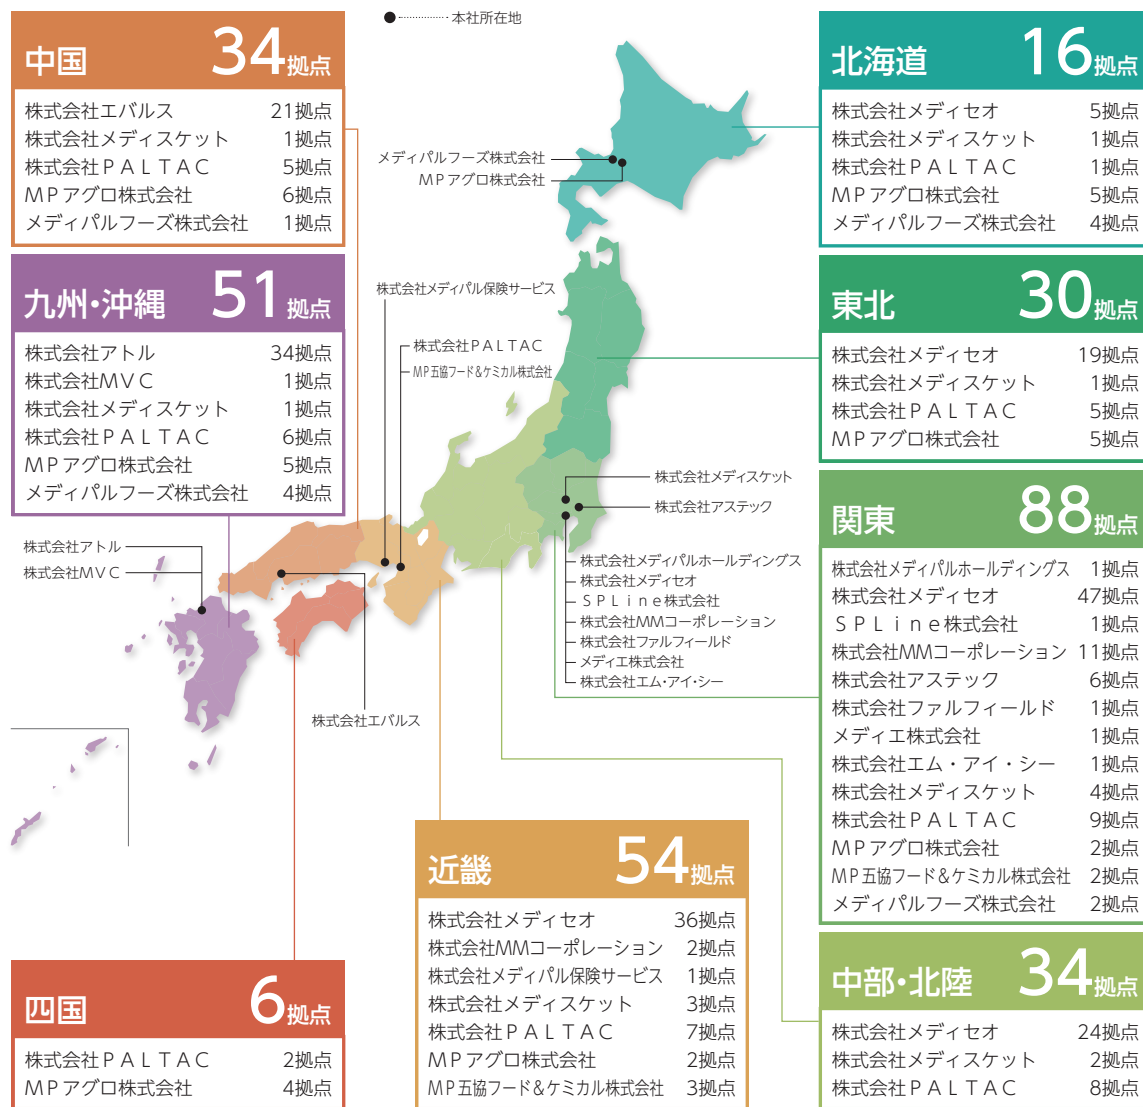 本社所在地
中国 34拠点
株式会社エバルス 21拠点
株式会社メディスケット 1拠点
株式会社PALTAC 5拠点
MPアグロ株式会社 6拠点
メディパルフーズ株式会社 1拠点
九州・沖縄 51拠点
株式会社アトル 34拠点
株式会社MVC 1拠点
株式会社メディスケット 1拠点
株式会社PALTAC 6拠点
MPアグロ株式会社 5拠点
メディパルフーズ株式会社 4拠点
株式会社アトル
株式会社MVC
四国 6拠点
株式会社PALTAC 2拠点
MPアグロ株式会社 4拠点
メディパルフーズ株式会社
MPアグロ株式会社
株式会社メディパル保険サービス
株式会社PALTAC
MP五協フード&ケミカル株式会社
株式会社メディスケット
株式会社アステック
株式会社メディパルホールディングス
株式会社メディセオ
SPLine株式会社
株式会社MMコーポレーション
株式会社ファルフィールド
メディエ株式会社
株式会社エム・アイ・シー
株式会社エバルス
近畿 54拠点
株式会社メディセオ 36拠点
株式会社MMコーポレーション 2拠点
株式会社メディパル保険サービス 1拠点
株式会社メディスケット 3拠点
株式会社PALTAC 7拠点
MPアグロ株式会社 2拠点
MP五協フード&ケミカル株式会社 3拠点
北海道 16拠点
株式会社メディセオ 5拠点
株式会社メディスケット 1拠点
株式会社PALTAC 1拠点
MPアグロ株式会社 5拠点
メディパルフーズ株式会社 4拠点
東北 30拠点
株式会社メディセオ 19拠点
株式会社メディスケット 1拠点
株式会社PALTAC 5拠点
MPアグロ株式会社 5拠点
関東 88拠点
株式会社メディパルホールディングス 1拠点
株式会社メディセオ 47拠点
SPLine株式会社 1拠点
株式会社MMコーポレーション 11拠点
株式会社アステック 6拠点
株式会社ファルフィールド 1拠点
メディエ株式会社 1拠点
株式会社エム・アイ・シー 1拠点
株式会社メディスケット 4拠点
株式会社PALTAC 9拠点
MPアグロ株式会社 2拠点
MP五協フード&ケミカル株式会社 2拠点
メディパルフーズ株式会社 2拠点
中部・北陸 34拠点
株式会社メディセオ 24拠点
株式会社メディスケット 2拠点
株式会社PALTAC 8拠点